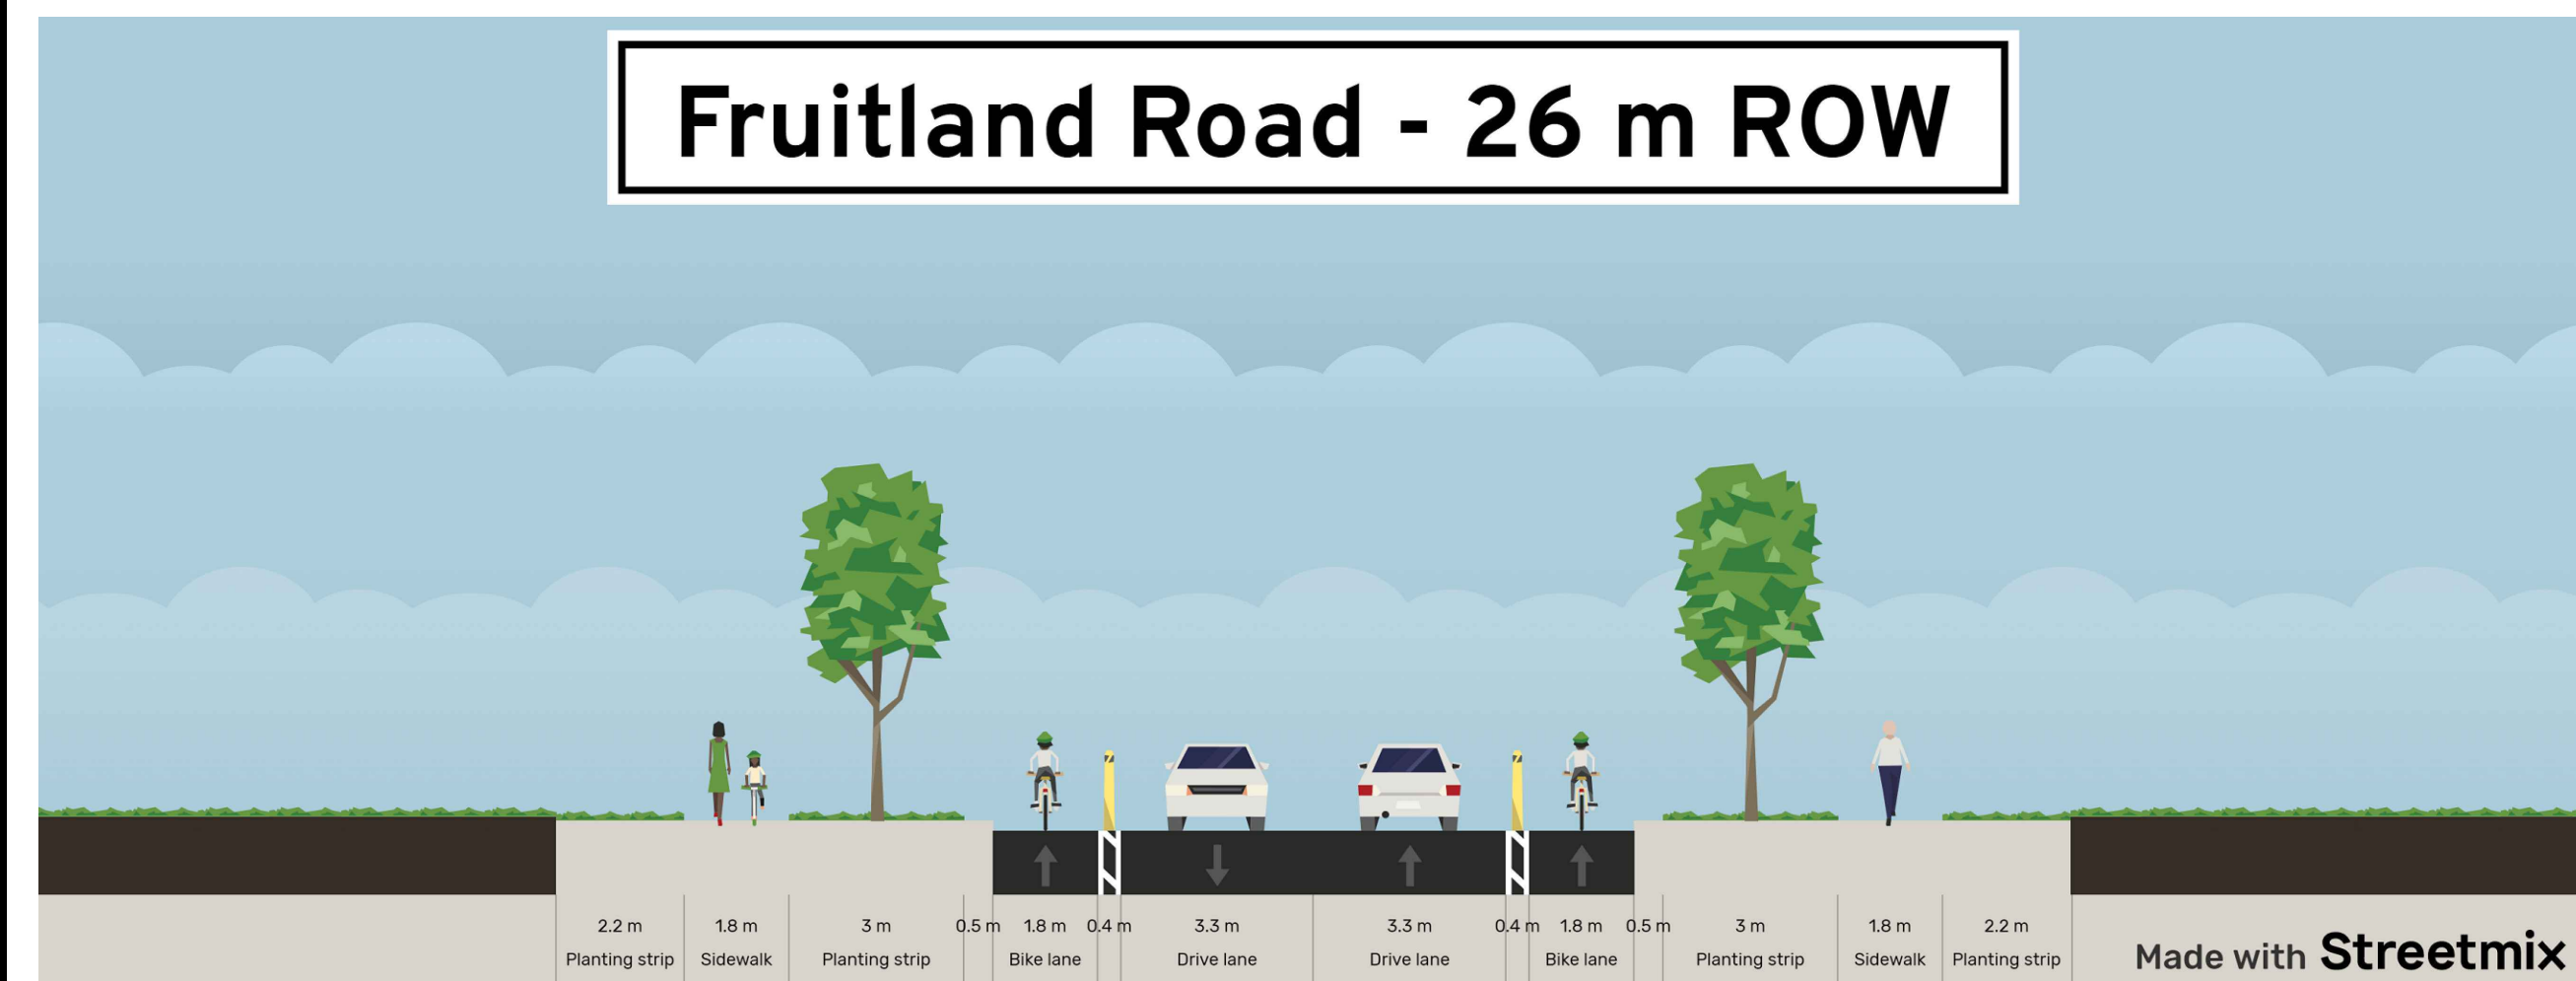 Fruitland Road - 26 m ROW
2.2 m 1.8 m 3 m 0.5 m 1.8 m 0.4 m 3.3 m 3.3 m 0.4 m 1.8 m 0.5 m 3 m 1.8 m 2.2 m
Planting strip Sidewalk Planting strip Bike lane Drive lane Drive lane Bike lane Planting strip Sidewalk Planting strip
Made with Streetmix